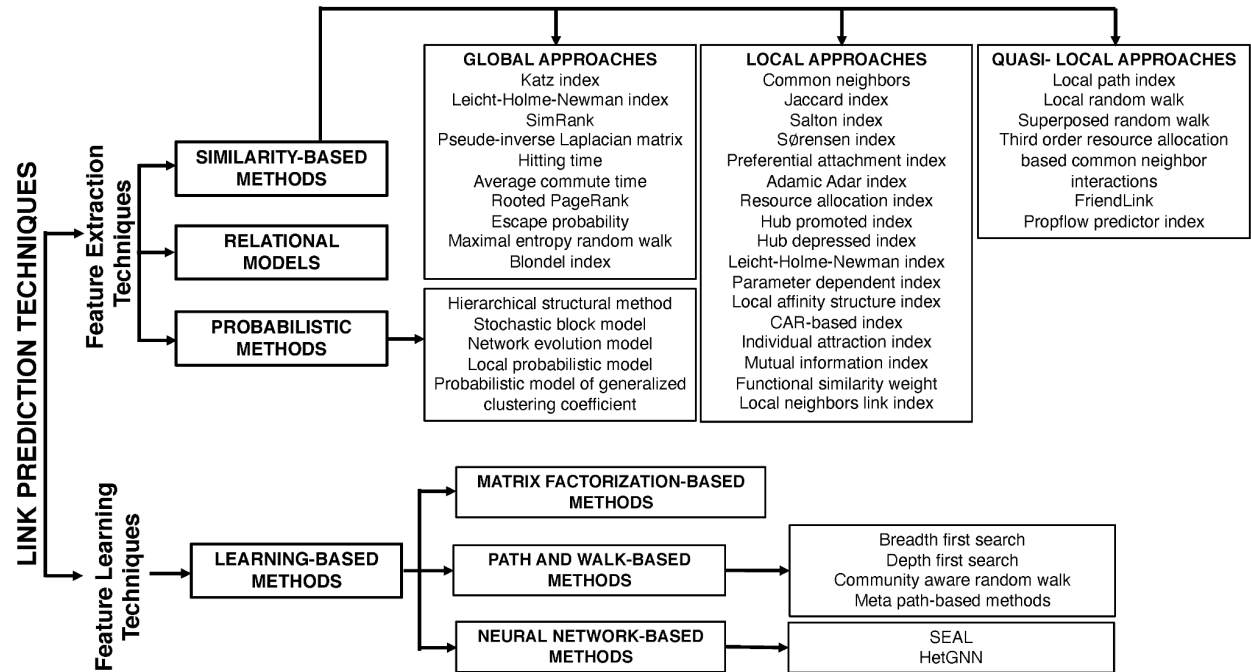 LINK PREDICTION TECHNIQUES
Feature Extraction
Techniques
SIMILARITY-BASED
METHODS
GLOBAL APPROACHES
Katz index
Leicht-Holme-Newman index
SimRank
Pseude-inverse Laplacian matrix
Hitting time
Average commute time
Rooted PageRank
Escape probability
Maximal entropy random walk
Blondel index
LOCAL APPROACHES
Common neighbors
Jaccard index
Salton index
Sørensen index
Preferential attachment index
Adamic Adar index
Resource allocation index
Hub promoted index
Hub depressed index
Leicht-Holme-Newman index
Parameter dependent index
Local affinity structure index
CAR-based index
Individual attraction index
Mutual information index
Functional similarity weight
Local neighbors link index
QUASI- LOCAL APPROACHES
Local path index
Local random walk
Superposed random walk
Third order resource allocation
based common neighbor
interactions
FriendLink
Propflow predictor index
RELATIONAL
MODELS
PROBABILISTIC
METHODS
Hierarchical structural method
Stochastic block model
Network evolution model
Local probabilistic model
Probabilistic model of generalized
clustering coefficient
Feature Learning
Techniques
LEARNING-BASED
METHODS
MATRIX FACTORIZATION-BASED
METHODS
PATH AND WALK-BASED
METHODS
Breadth first search
Depth first search
Community aware random walk
Meta path-based methods
NEURAL NETWORK-BASED
METHODS
SEAL
HetGNN